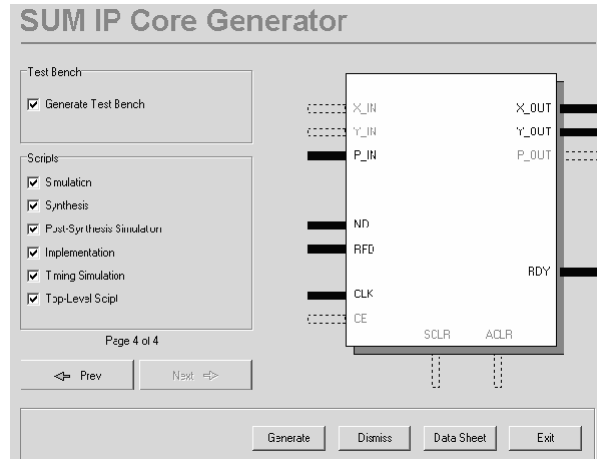 SUM IP Core Generator
Test Bench
Generate Test Bench
Scripts
Simulation
Synthesis
Post-Synthesis Simulation
Implementation
Timing Simulation
Top-Level Script
Page 4 of 4
Prev
Next
X_IN
Y_IN
P_IN
ND
RFD
CLK
CE
SCLR
ACLR
X_OUT
Y_OUT
P_OUT
RDY
Generate
Dismiss
Data Sheet
Exit